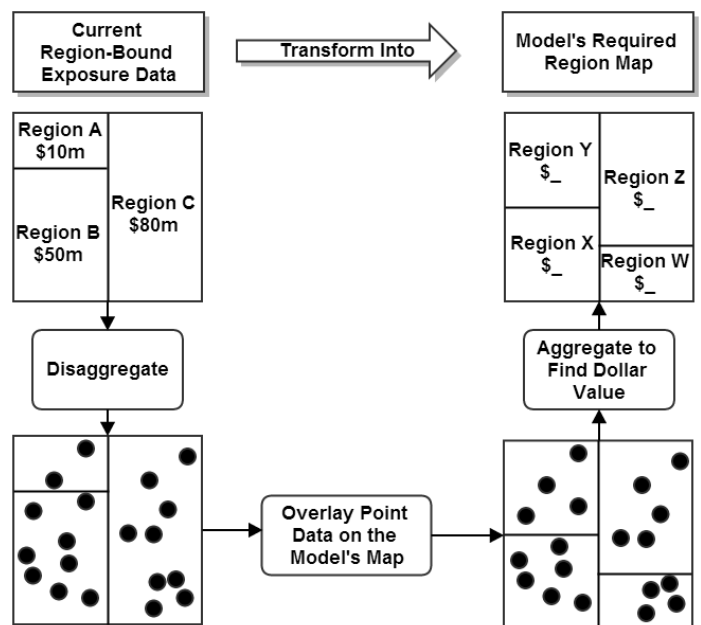 Current
Region-Bound
Exposure Data
Transform Into
Model's Required
Region Map
Region A
$10m
Region B
$50m
Region C
$80m
Region Y
$_
Region X
$_
Region Z
$_
Region W
$_
Disaggregate
Aggregate to
Find Dollar
Value
Overlay Point
Data on the
Model's Map